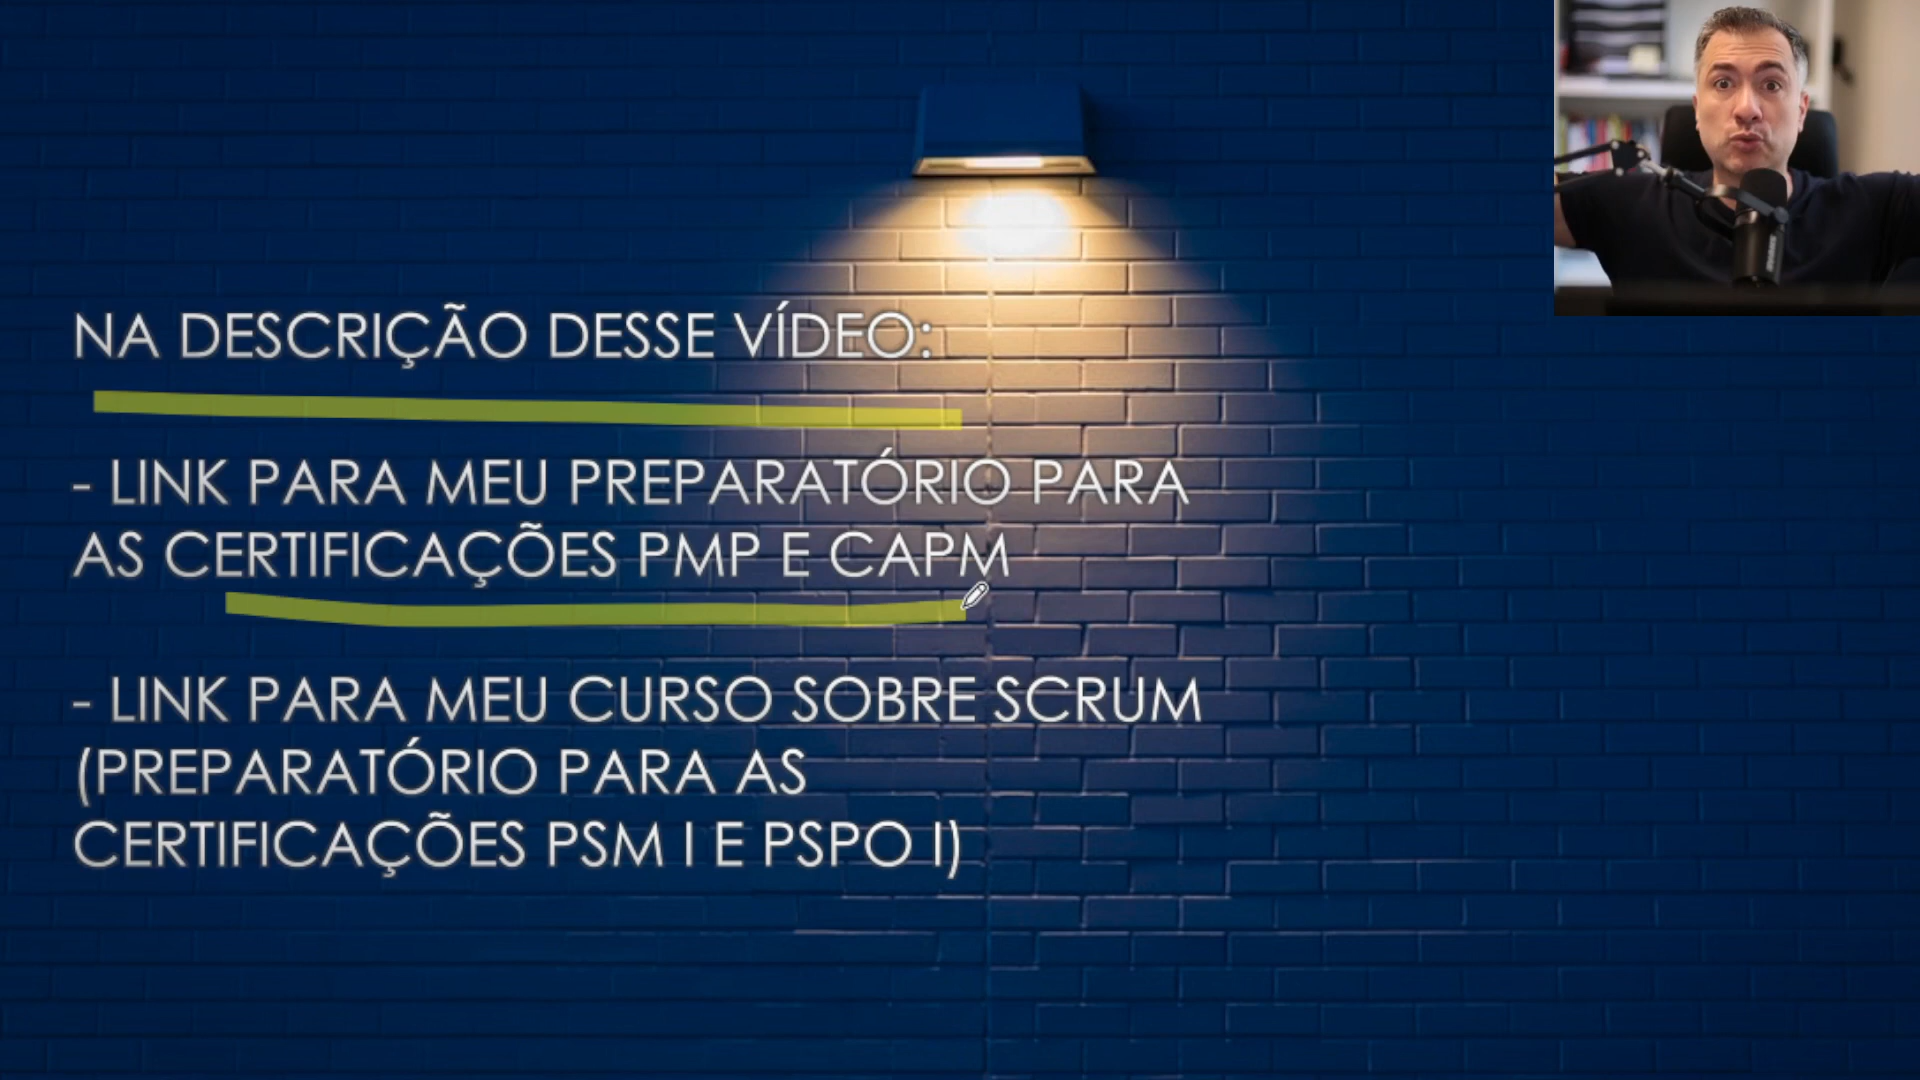 NA DESCRIÇÃO DESSE VÍDEO:
- LINK PARA MEU PREPARATÓRIO PARA
AS CERTIFICAÇÕES PMP E CAPM
- LINK PARA MEU CURSO SOBRE SCRUM
(PREPARATÓRIO PARA AS
CERTIFICAÇÕES PSM I E PSPO I)